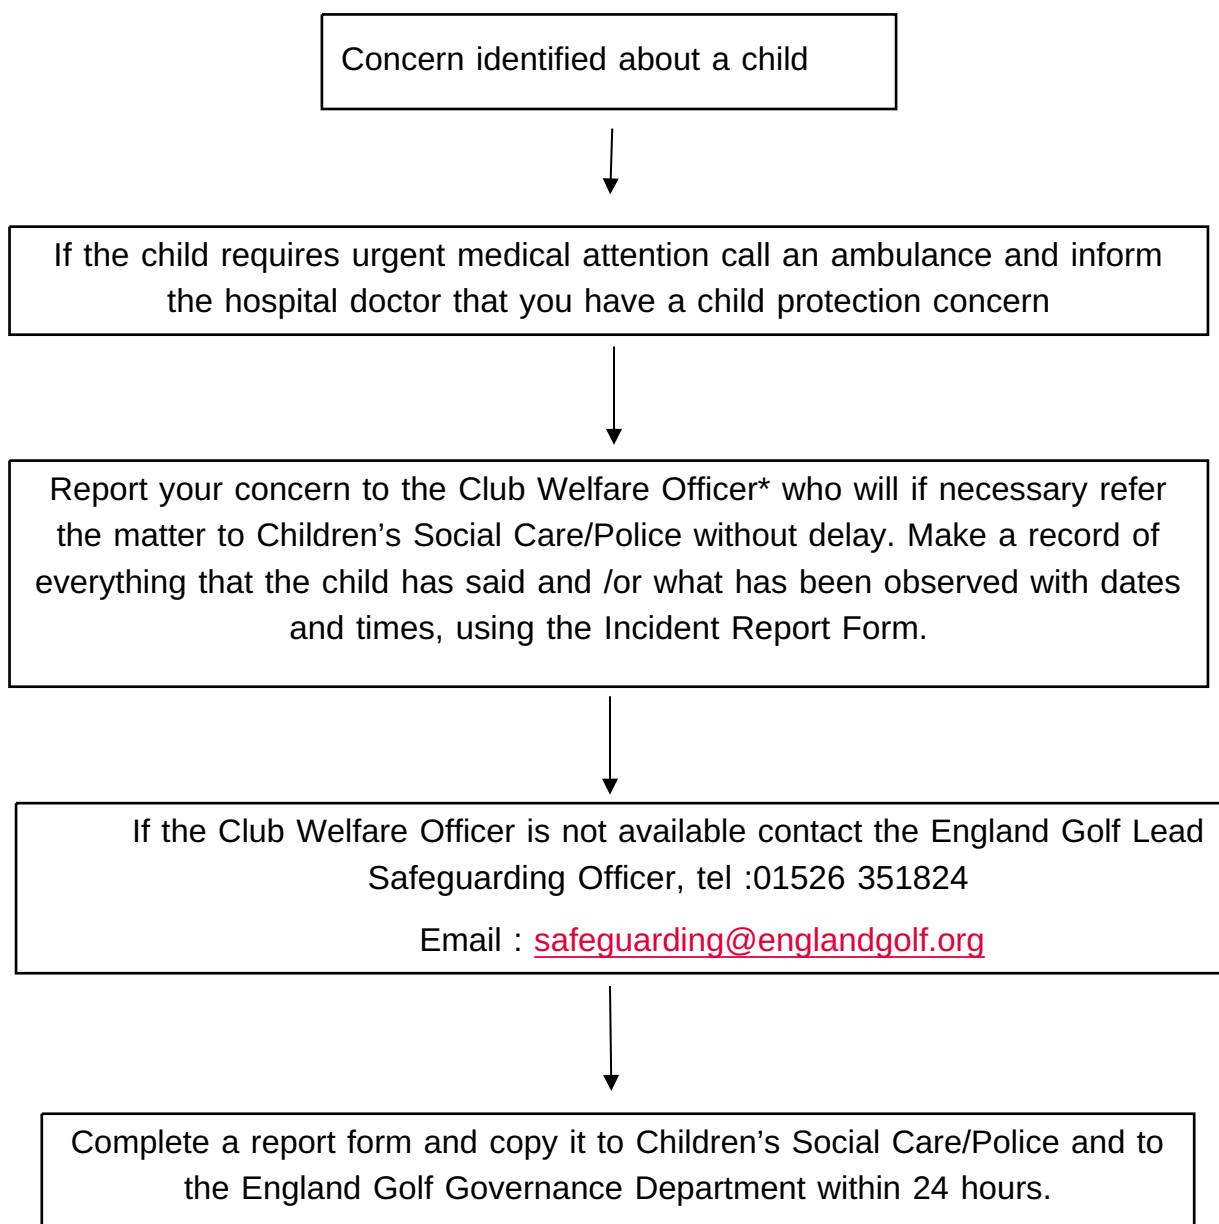 Concern identified about a child
If the child requires urgent medical attention call an ambulance and inform
the hospital doctor that you have a child protection concern
Report your concern to the Club Welfare Officer* who will if necessary refer
the matter to Children’s Social Care/Police without delay. Make a record of
everything that the child has said and /or what has been observed with dates
and times, using the Incident Report Form.
If the Club Welfare Officer is not available contact the England Golf Lead
Safeguarding Officer, tel :01526 351824
Email : safeguarding@englandgolf.org
Complete a report form and copy it to Children’s Social Care/Police and to
the England Golf Governance Department within 24 hours.